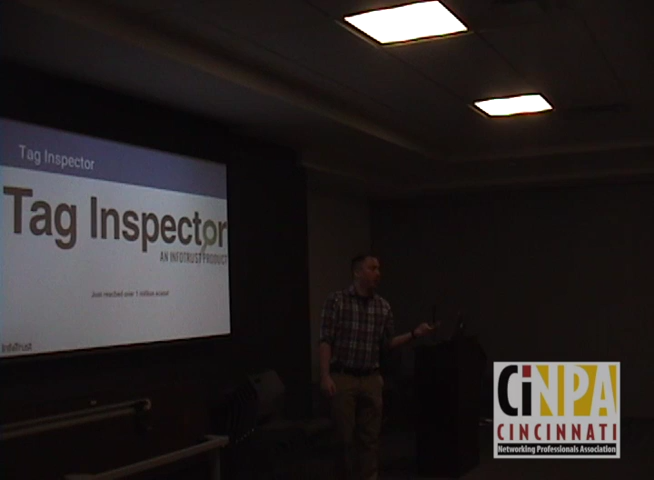 Tag Inspector
Tag Inspector
AN INFOTRUST PRODUCT
Just reached over 1 million scans!
InfoTrust
CiNPA
CINCINNATI
Networking Professionals Association